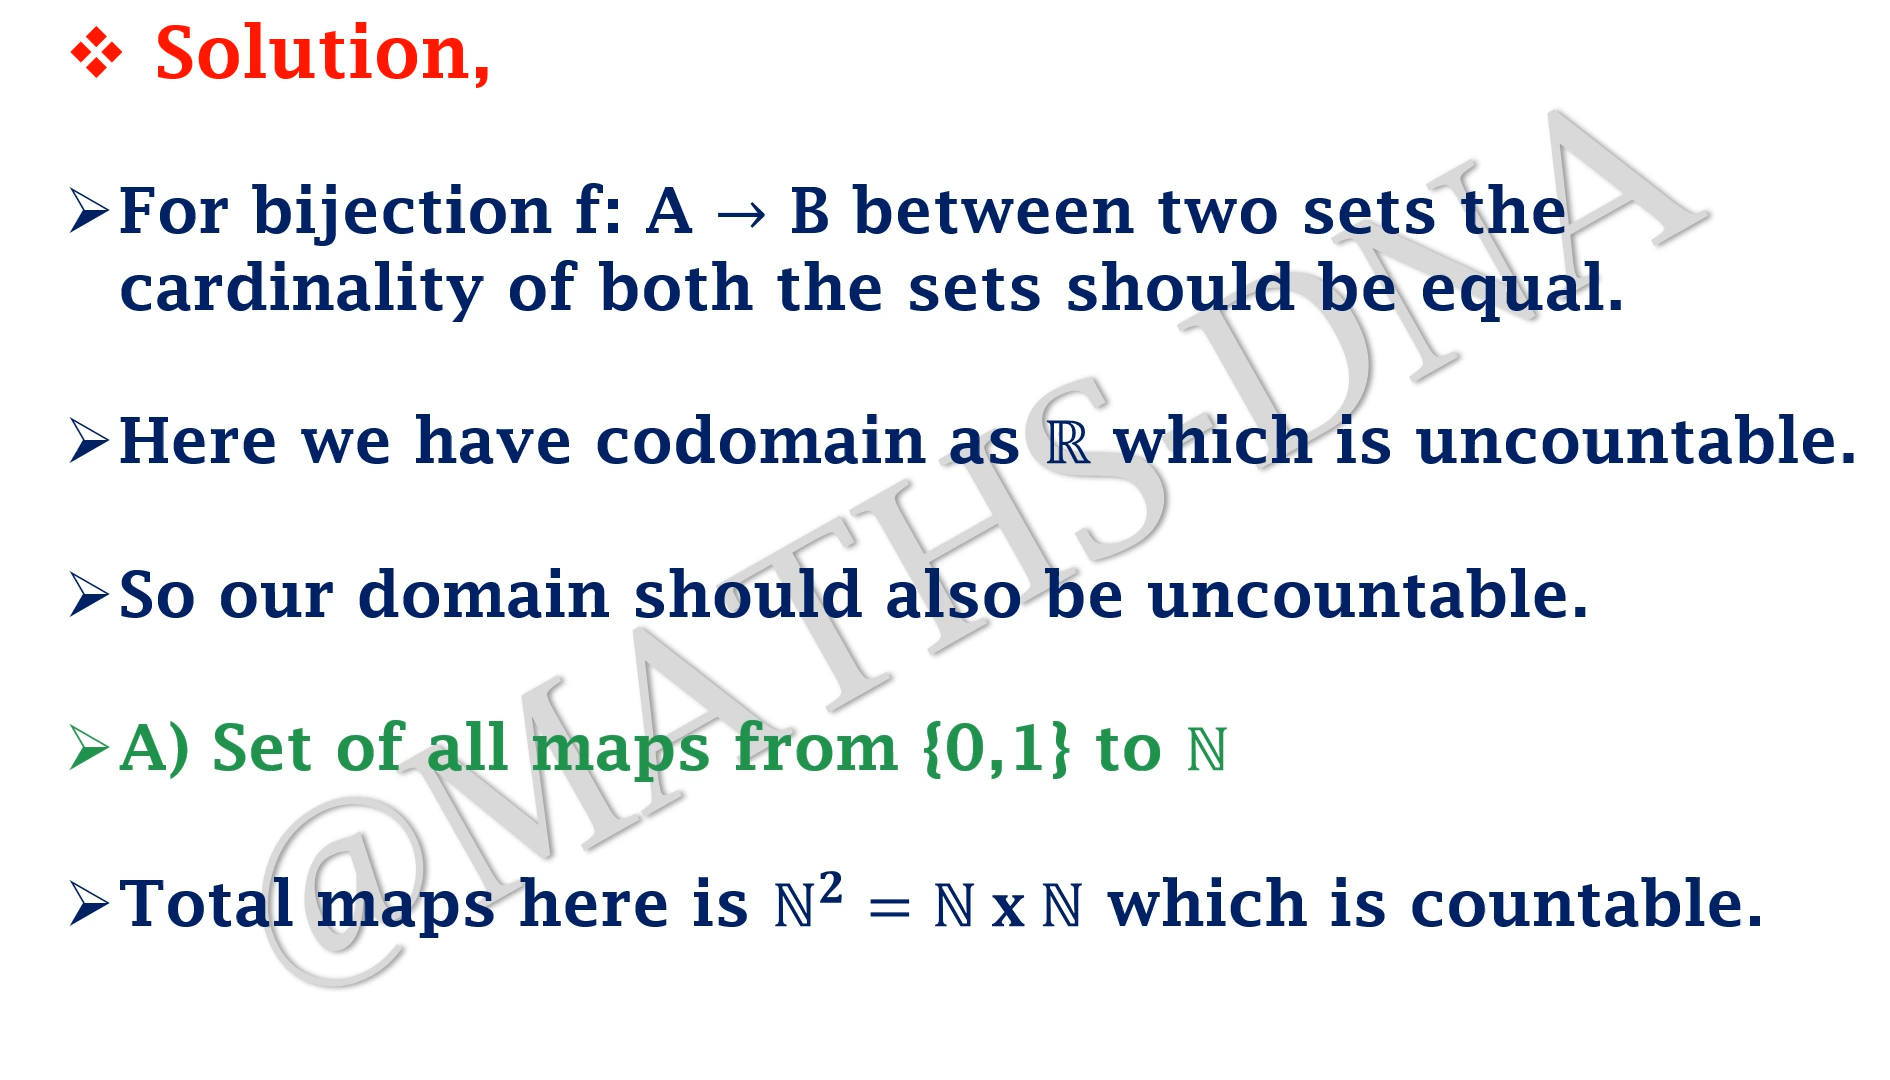 ❖ Solution,
➢For bijection f: A → B between two sets the
cardinality of both the sets should be equal.
➢Here we have codomain as ℝ which is uncountable.
➢So our domain should also be uncountable.
➢A) Set of all maps from {0,1} to ℕ
➢Total maps here is ℕ² = ℕ x ℕ which is countable.
@MATHS-DNA